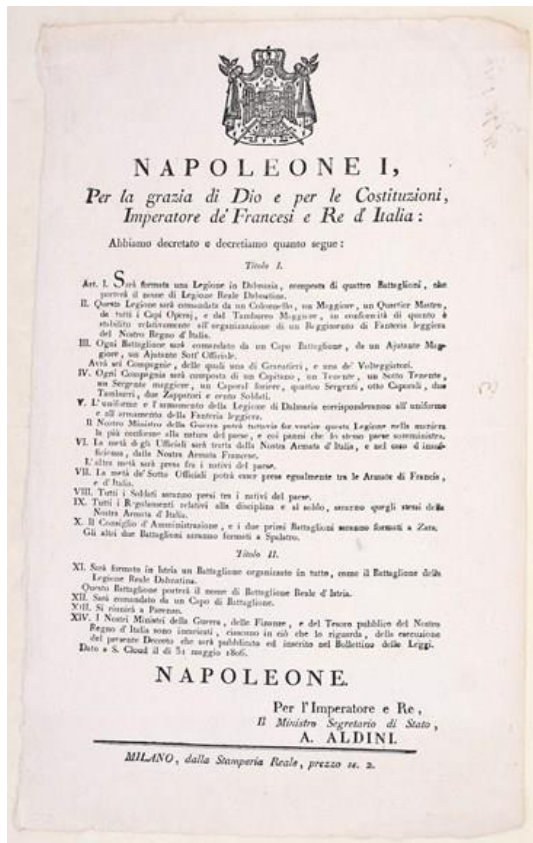 NAPOLEONE I,
Per la grazia di Dio e per le Costituzioni,
Imperatore de' Francesi e Re d'Italia:
Abbiamo decretato e decretiamo quanto segue:
Titolo I.
Art. I. Sarà formata una Legione in Dalmazia, composta di quattro Battaglioni, che
porterà il nome di Legione Reale Dalmatina.
II. Questa Legione sarà comandata da un Colonnello, un Maggiore, un Quartier Mastro,
da tutti i Capi Operaj, e dal Tamburro Maggiore, in conformità di quanto è
stabilito relativamente all'organizzazione di un Reggimento di Fanteria leggiera
del Nostro Regno d'Italia.
III. Ogni Battaglione sarà comandato da un Capo Battaglione, da un Ajutante Mag-
giore, un Ajutante Sott'Officiale.
Avrà sei Compagnie, delle quali una di Granatieri, e una de' Volteggiatori.
IV. Ogni Compagnia sarà composta di un Capitano, un Tenente, un Sotto Tenente,
un Sergente maggiore, un Caporal foriere, quattro Sergenti, otto Caporali, due
Tamburri, due Zappatori e cento Soldati.
V. L'uniforme e l'armamento della Legione di Dalmazia corrisponderanno all'uniforme
e all'armamento della Fanteria leggiera.
Il Nostro Ministro della Guerra potrà tuttavia far vestire questa Legione nella maniera
la più conforme alla natura del paese, e coi panni che lo stesso paese somministra.
VI. La metà degli Officiali sarà tratta dalla Nostra Armata d'Italia, e nel caso d'insuf-
ficienza, dalla Nostra Armata Francese.
L'altra metà sarà presa fra i nativi del paese.
VII. La metà de' Sotto Officiali potrà esser presa egualmente tra le Armate di Francia,
e d'Italia.
VIII. Tutti i Soldati saranno presi tra i nativi del paese.
IX. Tutti i Regolamenti relativi alla disciplina e al soldo, saranno quegli stessi della
Nostra Armata d'Italia.
X. Il Consiglio d'Amministrazione, e i due primi Battaglioni saranno formati a Zara.
Gli altri due Battaglioni saranno formati a Spalatro.
Titolo II.
XI. Sarà formato in Istria un Battaglione organizzato in tutto, come il Battaglione della
Legione Reale Dalmatina.
Questo Battaglione porterà il nome di Battaglione Reale d'Istria.
XII. Sarà comandato da un Capo di Battaglione.
XIII. Si riunirà a Parenzo.
XIV. I Nostri Ministri della Guerra, delle Finanze, e del Tesoro pubblico del Nostro
Regno d'Italia sono incaricati, ciascuno in ciò che lo riguarda, della esecuzione
del presente Decreto che sarà pubblicato ed inscritto nel Bollettino delle Leggi.
Dato a S. Cloud il dì 31 maggio 1806.
NAPOLEONE.
Per l'Imperatore e Re,
Il Ministro Segretario di Stato,
A. ALDINI.
MILANO, dalla Stamperia Reale, prezzo 2.